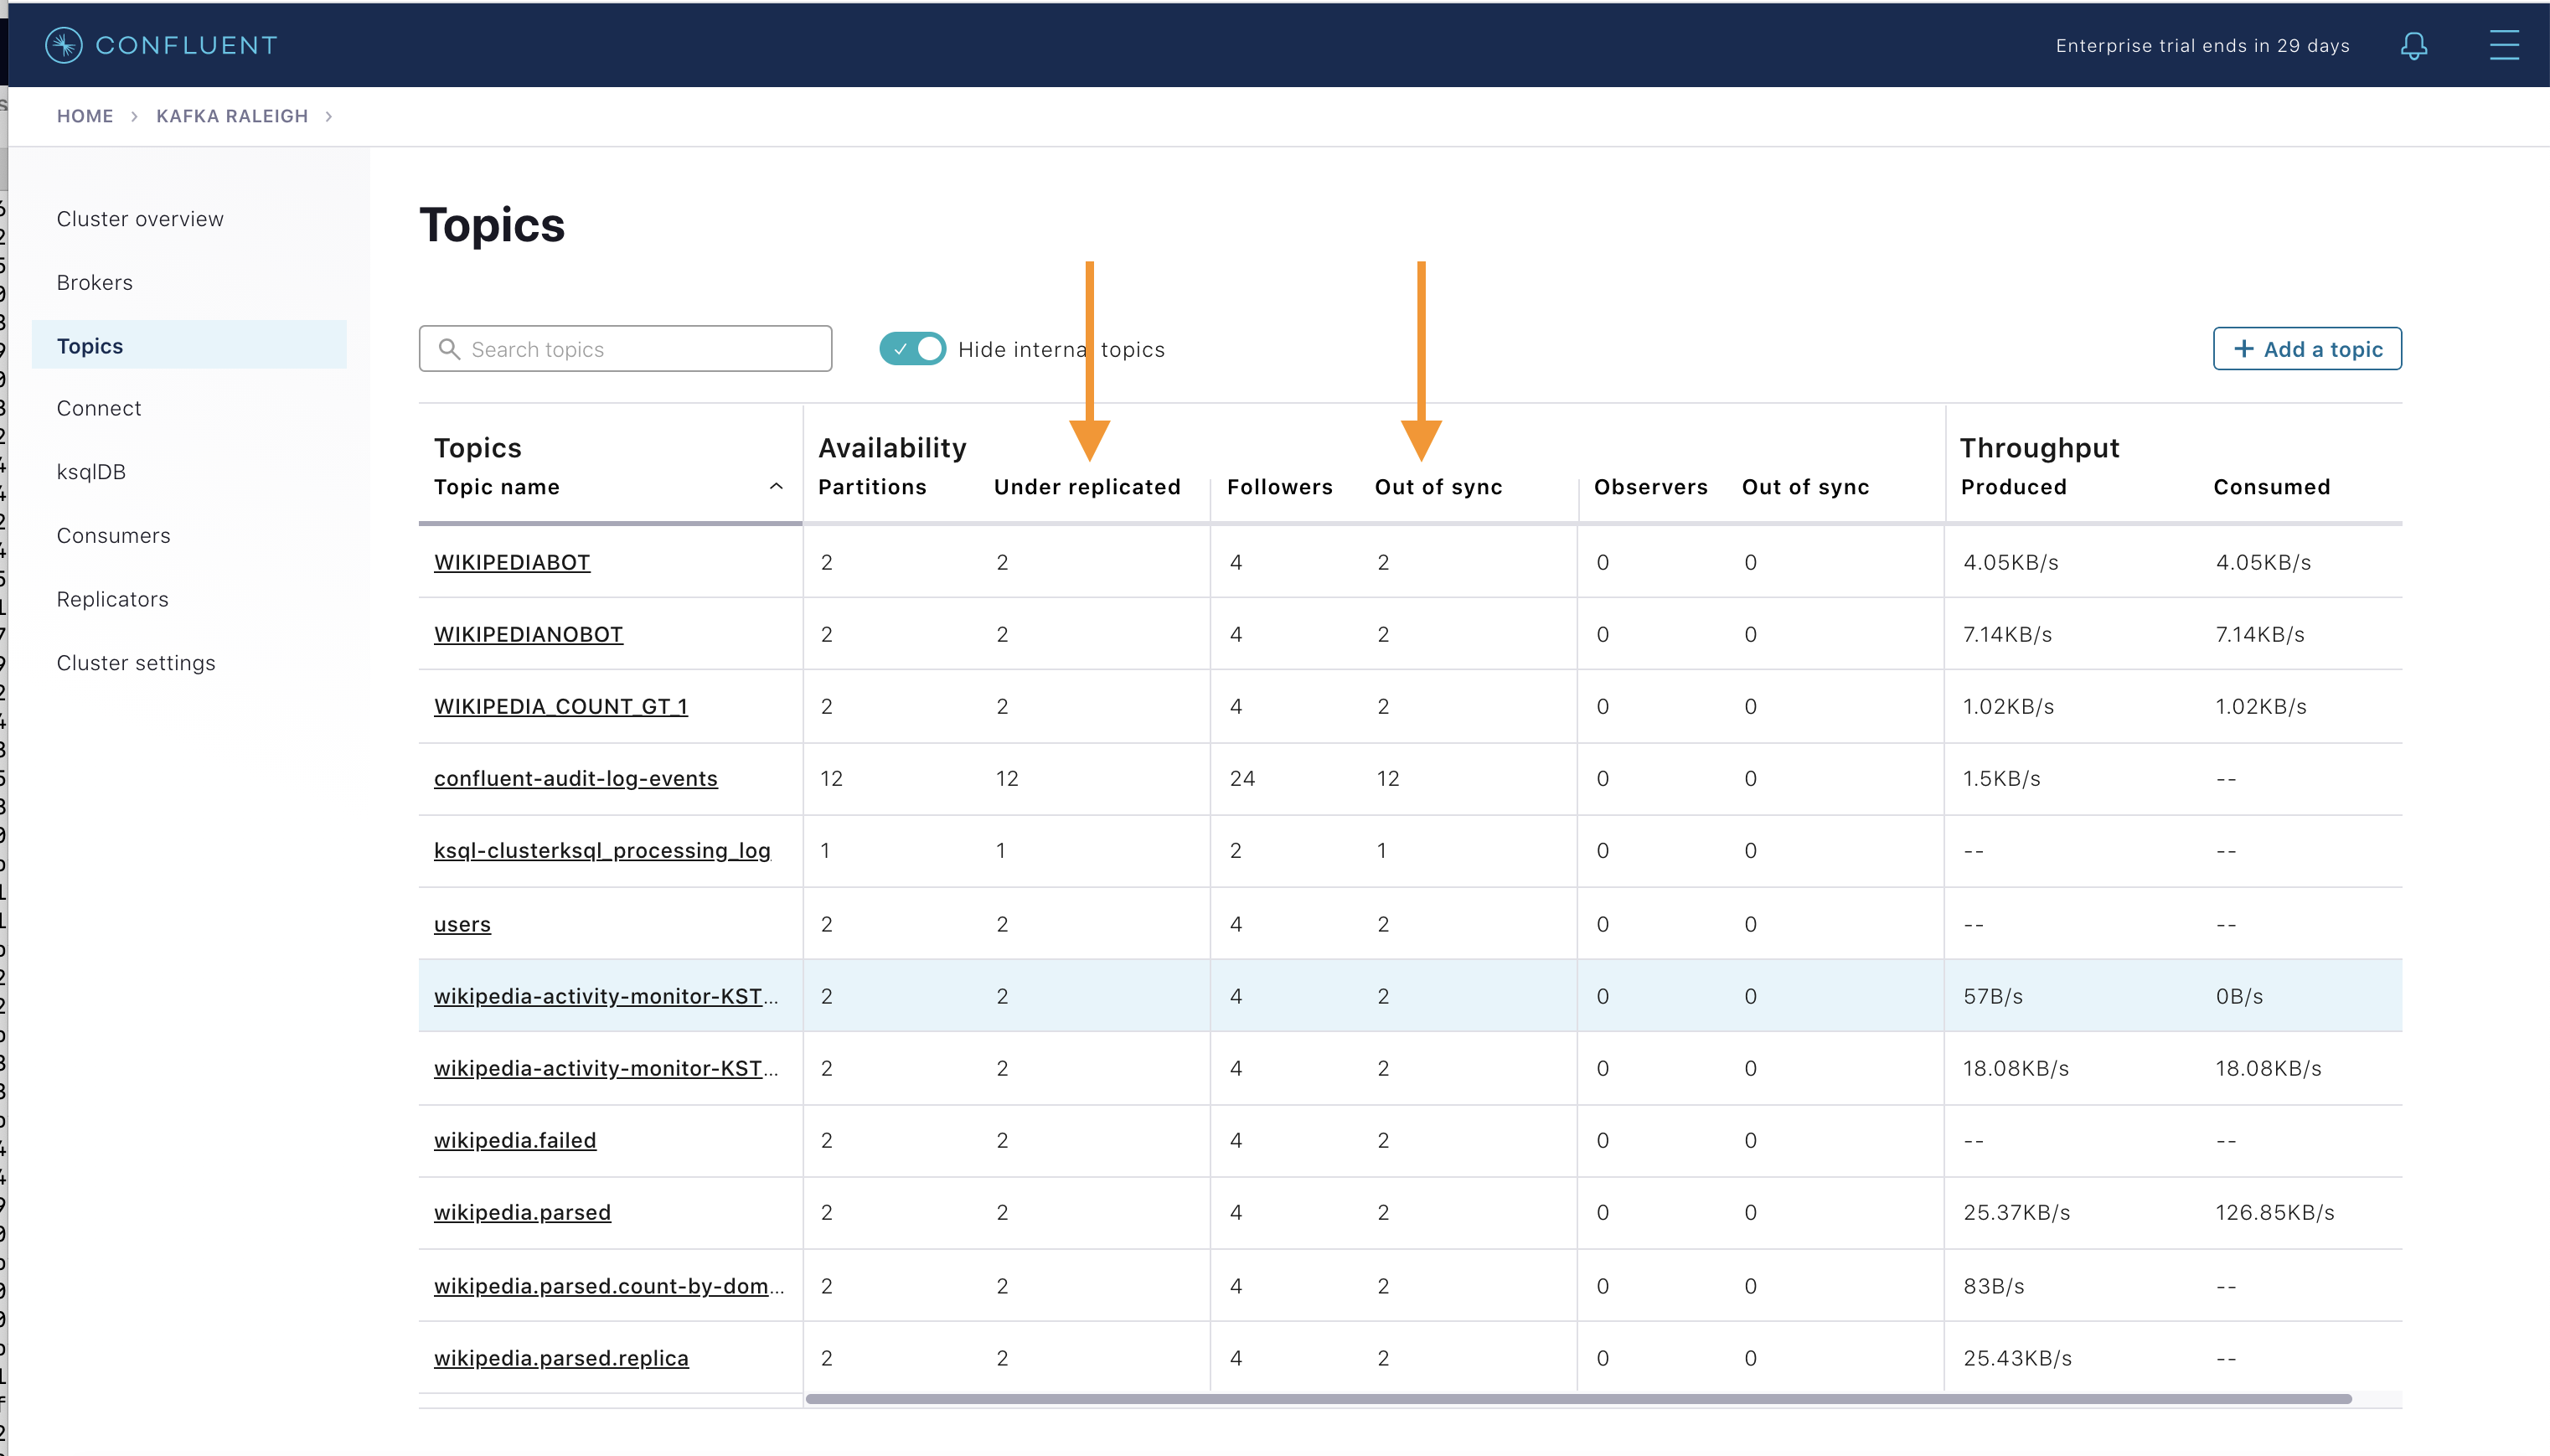 CONFLUENT
Enterprise trial ends in 29 days
HOME > KAFKA RALEIGH >
Cluster overview
Brokers
Topics
Connect
ksqlDB
Consumers
Replicators
Cluster settings
Topics
Search topics
Hide internal topics
+ Add a topic
Topics Availability Throughput
Topic name Partitions Under replicated Followers Out of sync Observers Out of sync Produced Consumed
WIKIPEDIABOT 2 2 4 2 0 0 4.05KB/s 4.05KB/s
WIKIPEDIANOBOT 2 2 4 2 0 0 7.14KB/s 7.14KB/s
WIKIPEDIA_COUNT_GT_1 2 2 4 2 0 0 1.02KB/s 1.02KB/s
confluent-audit-log-events 12 12 24 12 0 0 1.5KB/s --
ksql-clusterksql_processing_log 1 1 2 1 0 0 -- --
users 2 2 4 2 0 0 -- --
wikipedia-activity-monitor-KST... 2 2 4 2 0 0 57B/s 0B/s
wikipedia-activity-monitor-KST... 2 2 4 2 0 0 18.08KB/s 18.08KB/s
wikipedia.failed 2 2 4 2 0 0 -- --
wikipedia.parsed 2 2 4 2 0 0 25.37KB/s 126.85KB/s
wikipedia.parsed.count-by-dom... 2 2 4 2 0 0 83B/s --
wikipedia.parsed.replica 2 2 4 2 0 0 25.43KB/s --